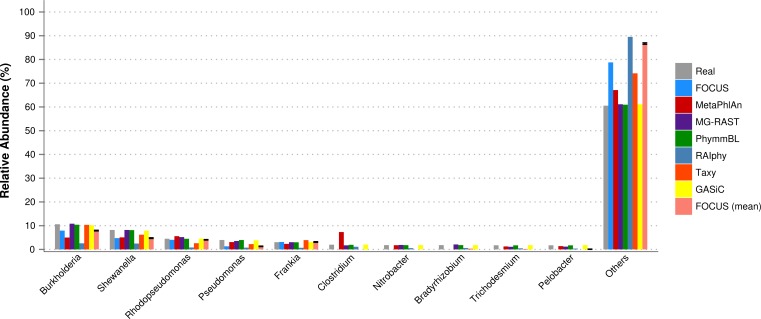 100
90
80
70
60
50
40
30
20
10
0
Relative Abundance (%)
Burkholderia
Shewanella
Rhodopseudomonas
Pseudomonas
Frankia
Clostridium
Nitrobacter
Bradyrhizobium
Trichodesmium
Pelobacter
Others
Real
FOCUS
MetaPhlAn
MG-RAST
PhymmBL
RAIphy
Taxy
GASiC
FOCUS (mean)